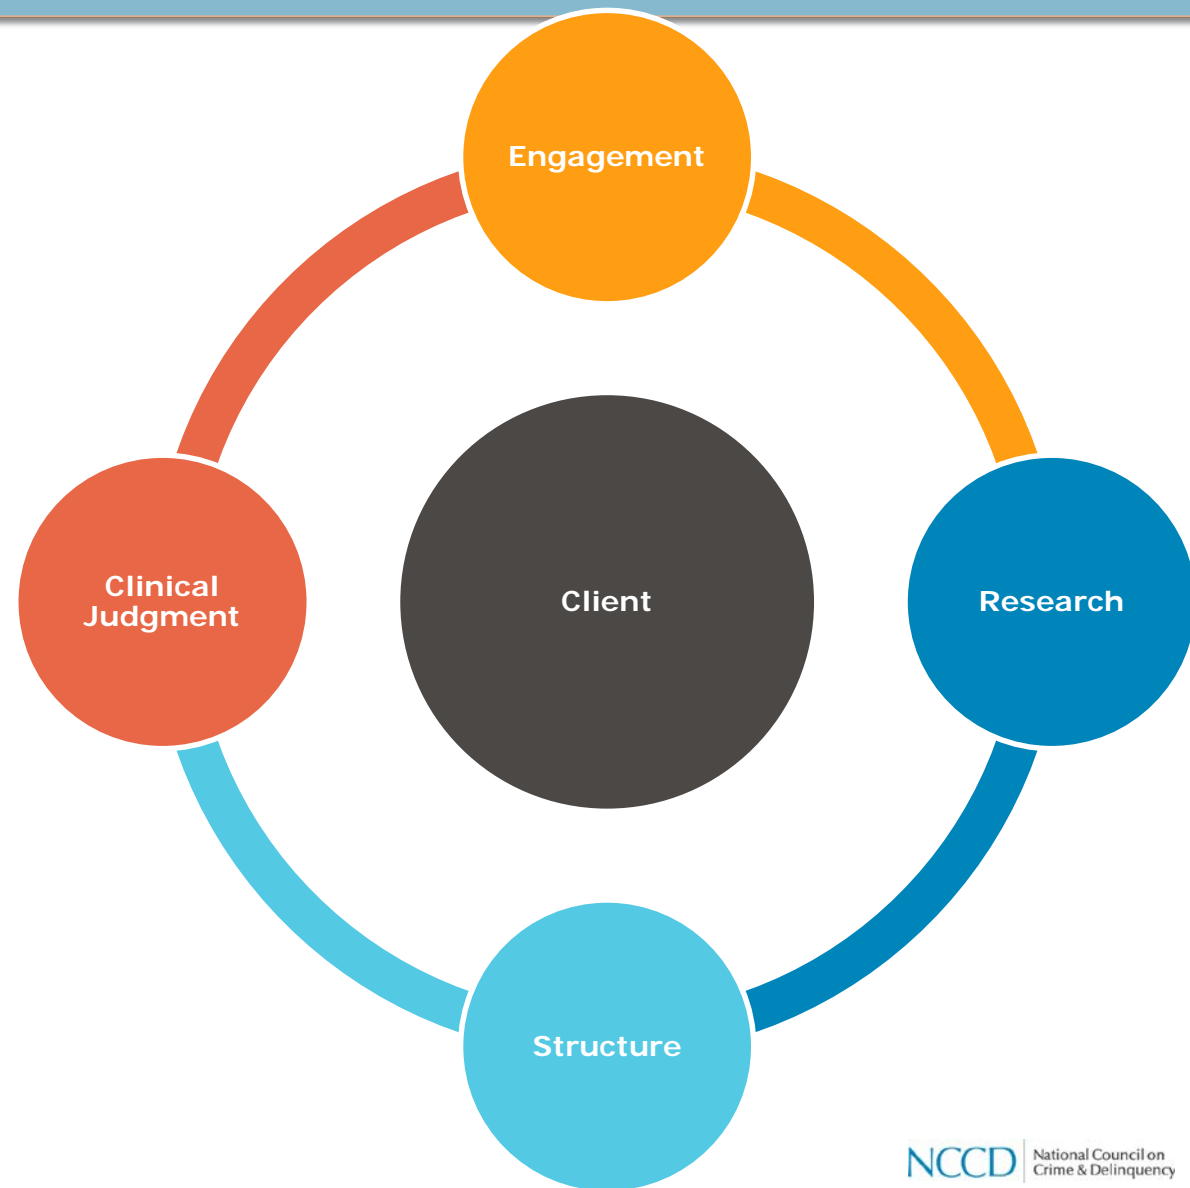 Engagement
Clinical
Judgment
Client
Research
Structure
NCCD
National Council on
Crime & Delinquency